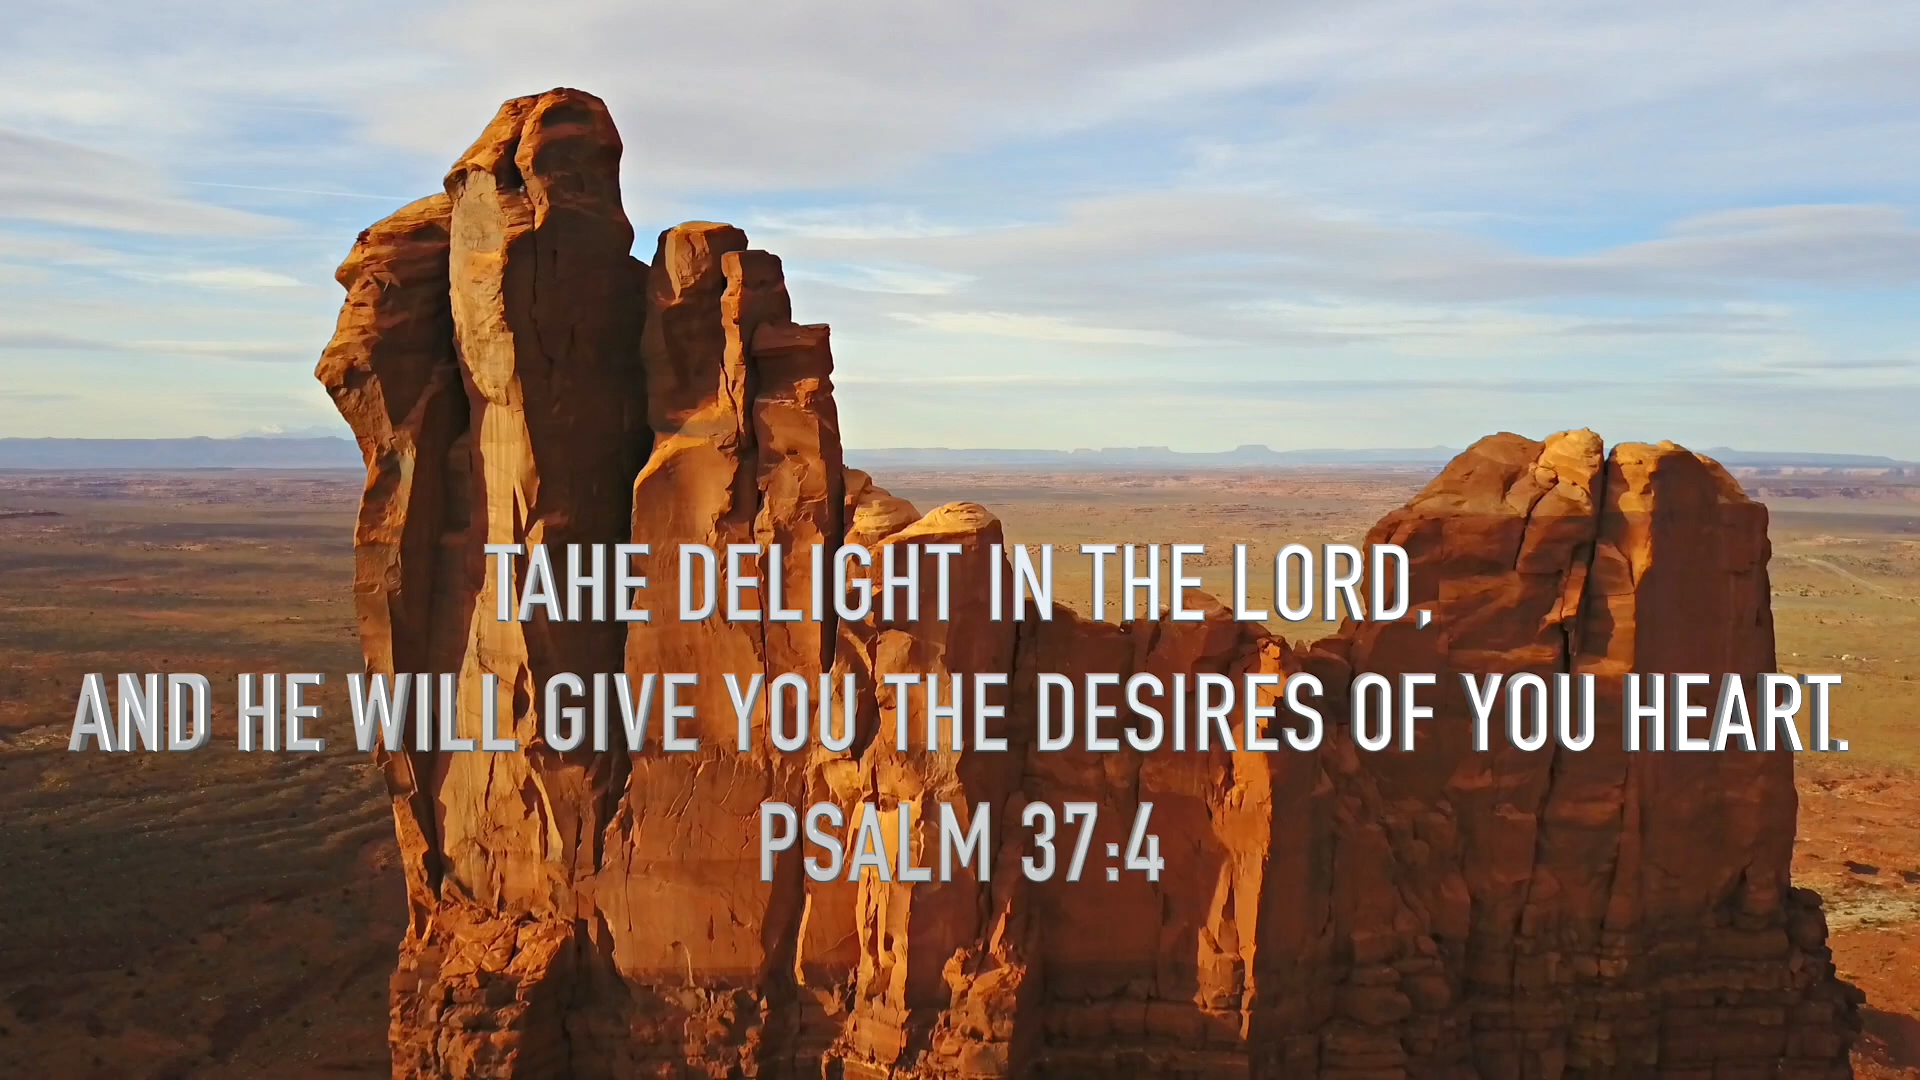 TAHE DELIGHT IN THE LORD,
AND HE WILL GIVE YOU THE DESIRES OF YOU HEART.
PSALM 37:4